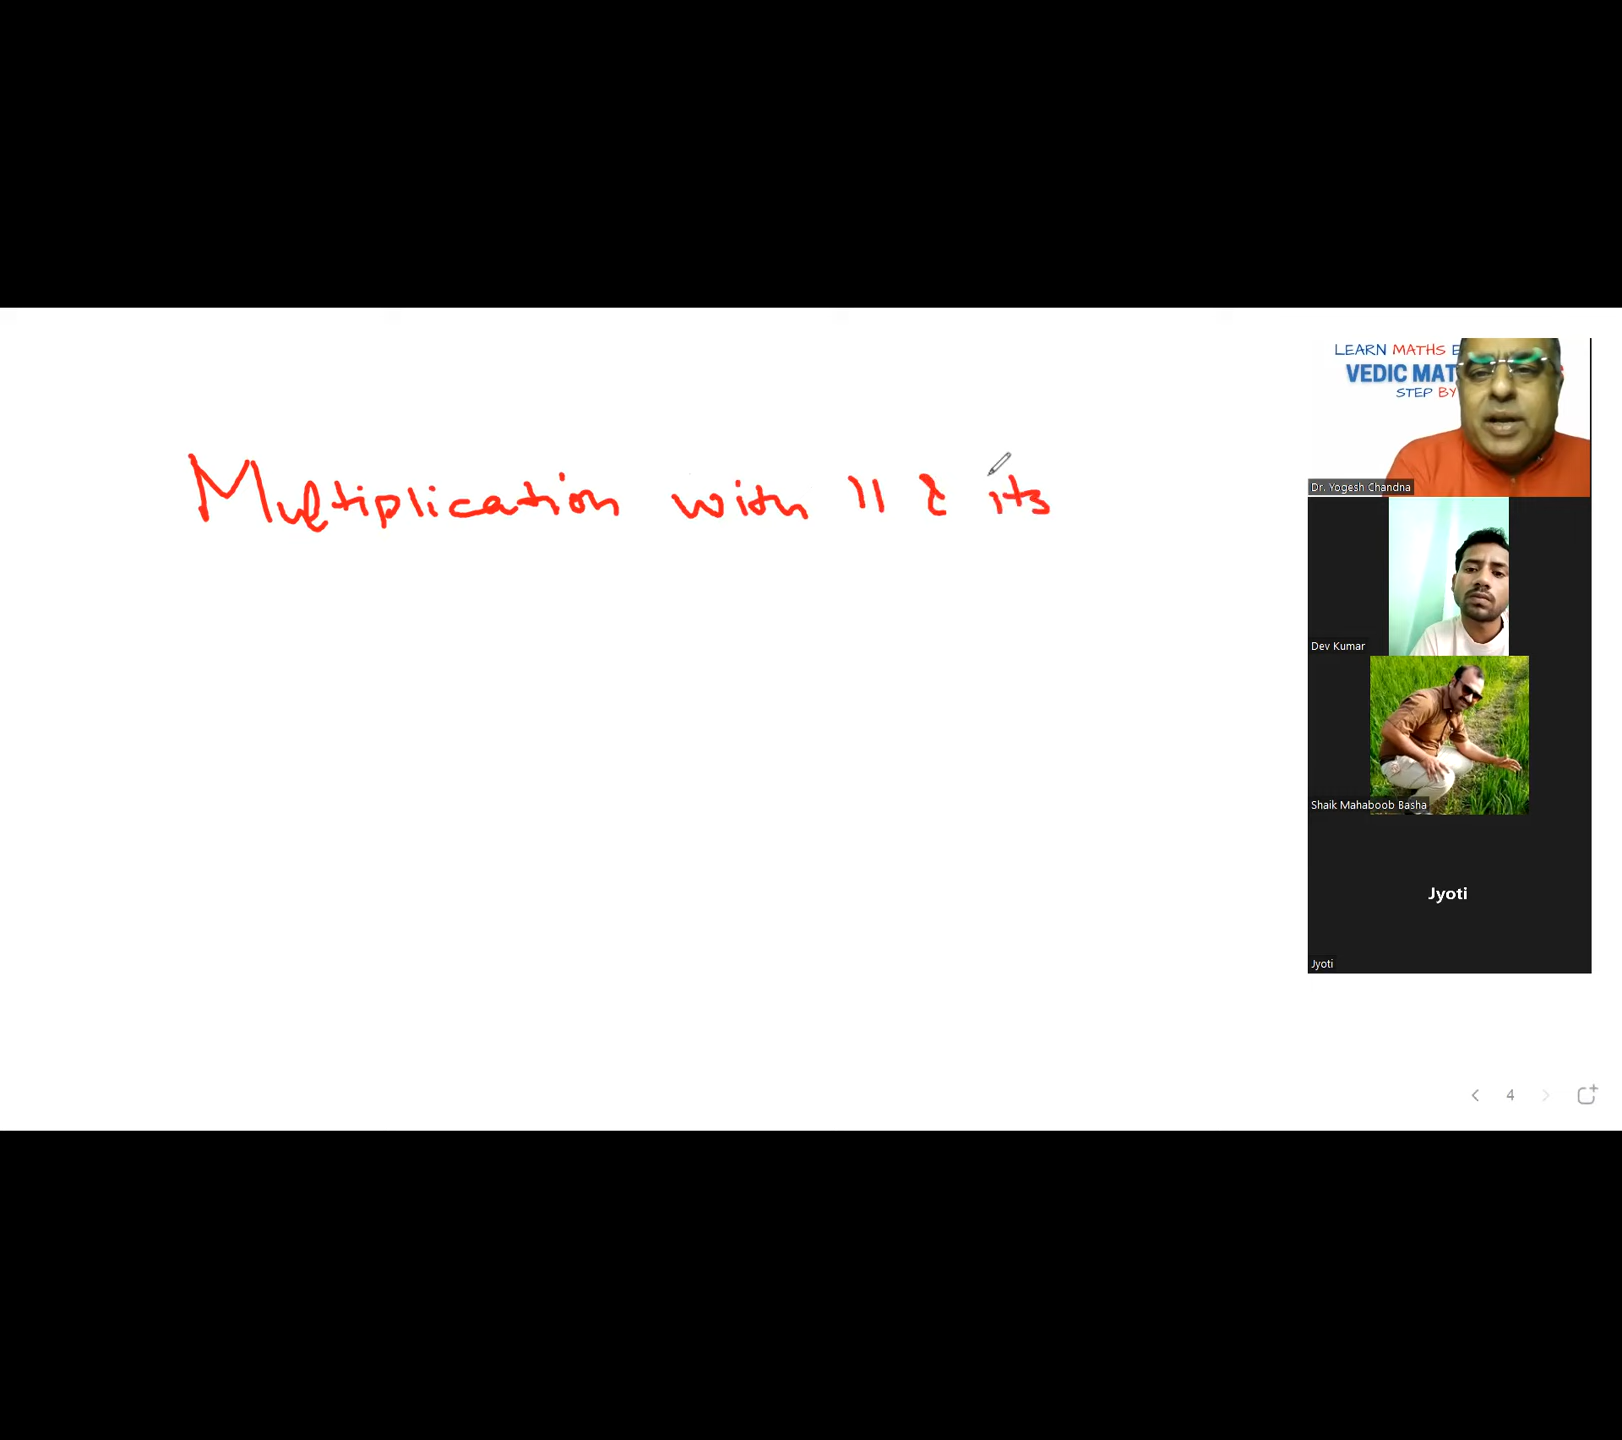 LEARN MATHS E
VEDIC MAT
STEP BY
Dr. Yogesh Chandna
Multiplication with 11 & its
Dev Kumar
Shaik Mahaboob Basha
Jyoti
Jyoti
4